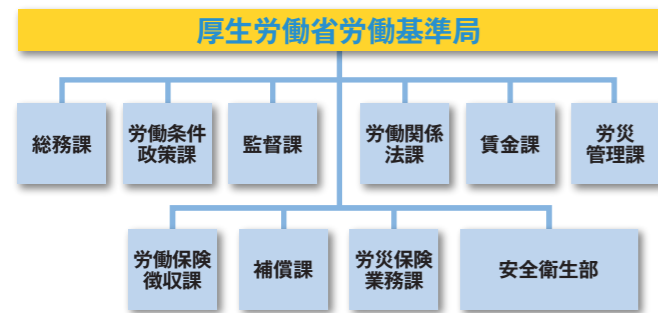 厚生労働省労働基準局
総務課
労働条件
政策課
監督課
労働関係
法課
賃金課
労災
管理課
労働保険
徴収課
補償課
労災保険
業務課
安全衛生部